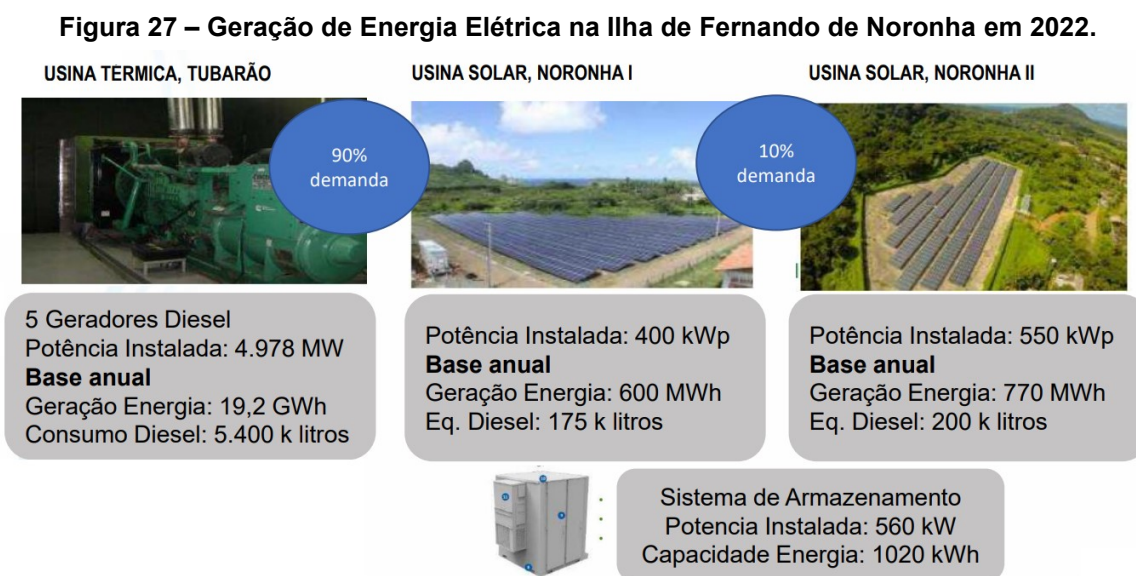 Figura 27 – Geração de Energia Elétrica na Ilha de Fernando de Noronha em 2022.
USINA TÉRMICA, TUBARÃO
90%
demanda
5 Geradores Diesel
Potência Instalada: 4.978 MW
Base anual
Geração Energia: 19,2 GWh
Consumo Diesel: 5.400 k litros
USINA SOLAR, NORONHA I
Potência Instalada: 400 kWp
Base anual
Geração Energia: 600 MWh
Eq. Diesel: 175 k litros
USINA SOLAR, NORONHA II
10%
demanda
Potência Instalada: 550 kWp
Base anual
Geração Energia: 770 MWh
Eq. Diesel: 200 k litros
Sistema de Armazenamento
Potencia Instalada: 560 kW
Capacidade Energia: 1020 kWh